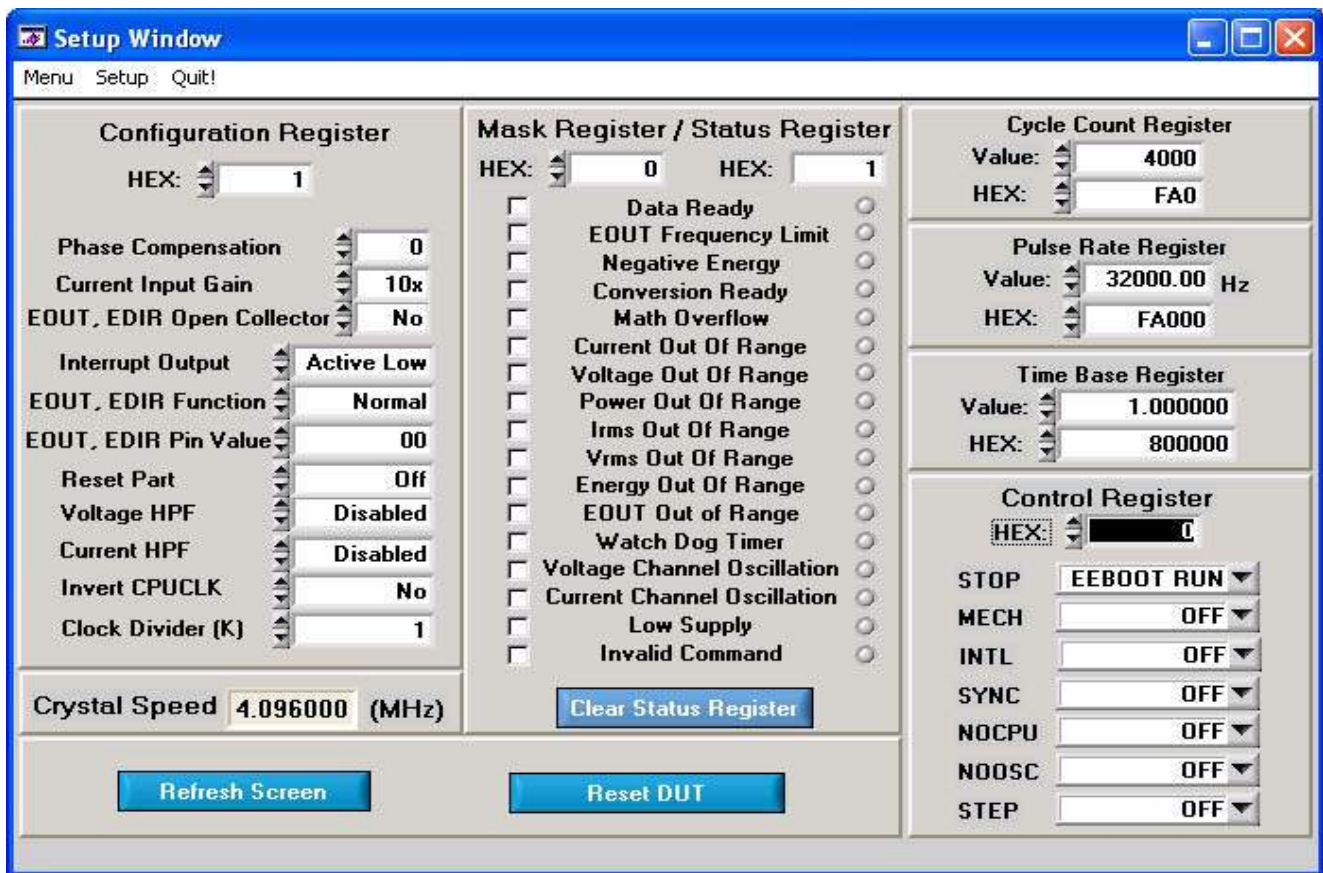 Setup Window
Menu Setup Quit!
Configuration Register
HEX: 1
Phase Compensation 0
Current Input Gain 10x
EOUT, EDIR Open Collector No
Interrupt Output Active Low
EOUT, EDIR Function Normal
EOUT, EDIR Pin Value 00
Reset Part Off
Voltage HPF Disabled
Current HPF Disabled
Invert CPUCLK No
Clock Divider (K) 1
Crystal Speed 4.096000 (MHz)
Mask Register / Status Register
HEX: 0 HEX: 1
Data Ready
EOUT Frequency Limit
Negative Energy
Conversion Ready
Math Overflow
Current Out Of Range
Voltage Out Of Range
Power Out Of Range
Irms Out Of Range
Vrms Out Of Range
Energy Out Of Range
EOUT Out of Range
Watch Dog Timer
Voltage Channel Oscillation
Current Channel Oscillation
Low Supply
Invalid Command
Clear Status Register
Refresh Screen
Reset DUT
Cycle Count Register
Value: 4000
HEX: FA0
Pulse Rate Register
Value: 32000.00 Hz
HEX: FA000
Time Base Register
Value: 1.000000
HEX: 800000
Control Register
HEX: 0
STOP EEBOOT RUN
MECH OFF
INTL OFF
SYNC OFF
NOCPU OFF
NOOSC OFF
STEP OFF